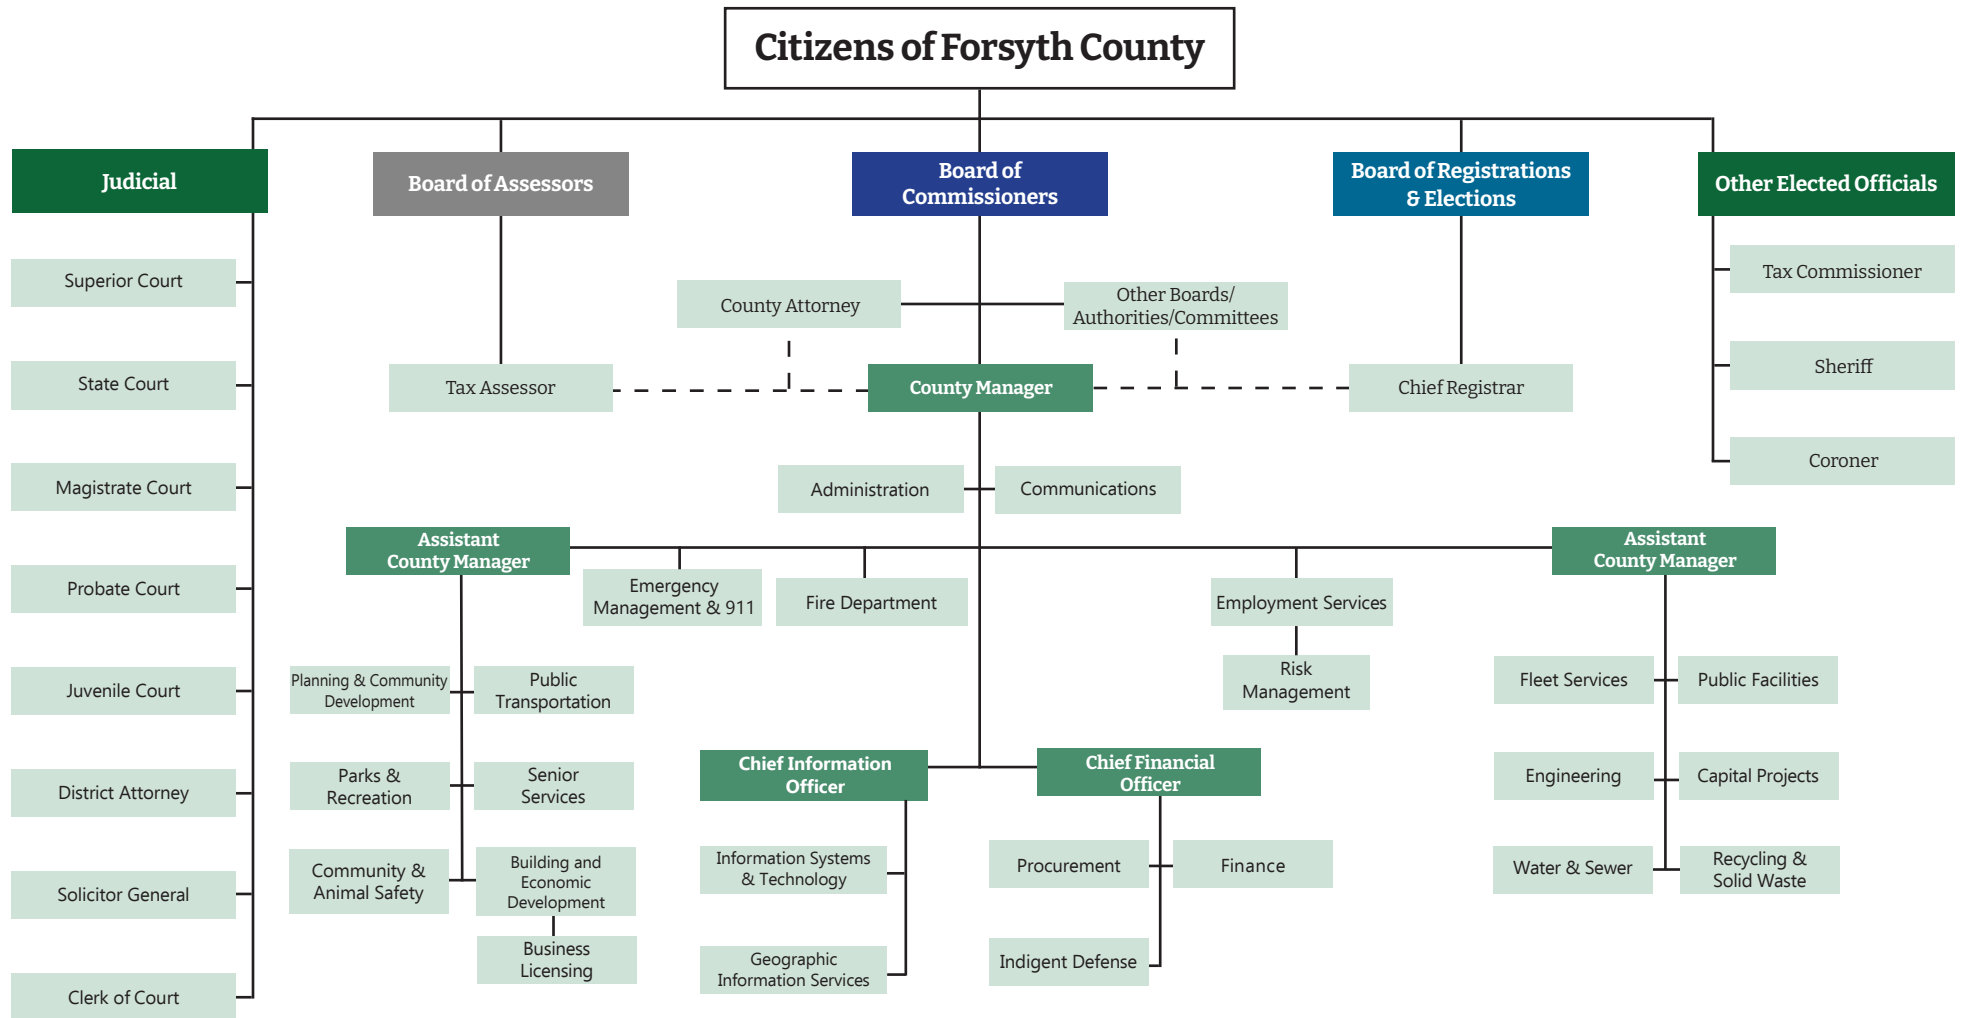 Citizens of Forsyth County
Judicial
Board of Assessors
Board of
Commissioners
Board of Registrations
& Elections
Other Elected Officials
Superior Court
State Court
Magistrate Court
Probate Court
Juvenile Court
District Attorney
Solicitor General
Clerk of Court
Tax Assessor
County Attorney
Other Boards/
Authorities/Committees
County Manager
Chief Registrar
Tax Commissioner
Sheriff
Coroner
Administration
Communications
Assistant
County Manager
Emergency
Management & 911
Fire Department
Employment Services
Risk
Management
Assistant
County Manager
Planning & Community
Development
Public
Transportation
Parks &
Recreation
Senior
Services
Community &
Animal Safety
Building and
Economic
Development
Business
Licensing
Chief Information
Officer
Information Systems
& Technology
Geographic
Information Services
Chief Financial
Officer
Procurement
Finance
Indigent Defense
Fleet Services
Public Facilities
Engineering
Capital Projects
Water & Sewer
Recycling &
Solid Waste